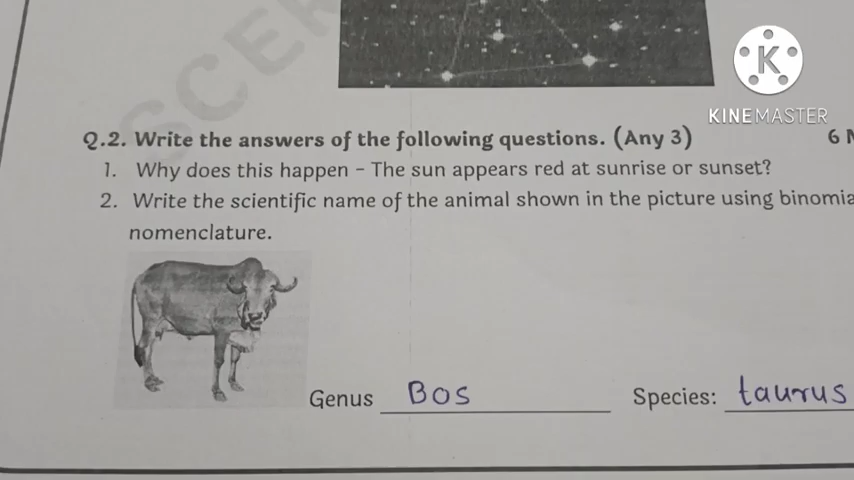 SCER
K
KINEMASTER
Q.2. Write the answers of the following questions. (Any 3) 6
1. Why does this happen - The sun appears red at sunrise or sunset?
2. Write the scientific name of the animal shown in the picture using binomia
nomenclature.
Genus Bos Species: taurus